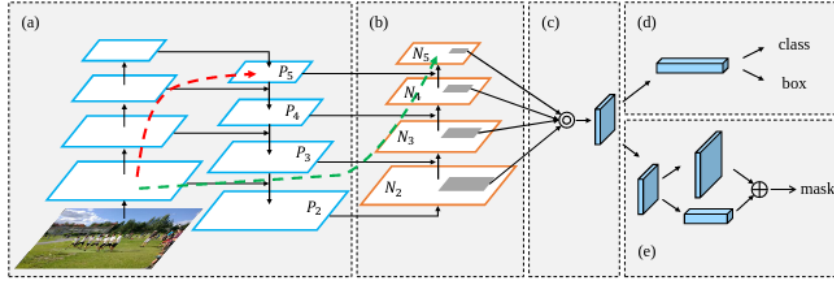 (a)
P5
P4
P3
P2
(b)
N5
N4
N3
N2
(c)
(d)
class
box
(e)
mask